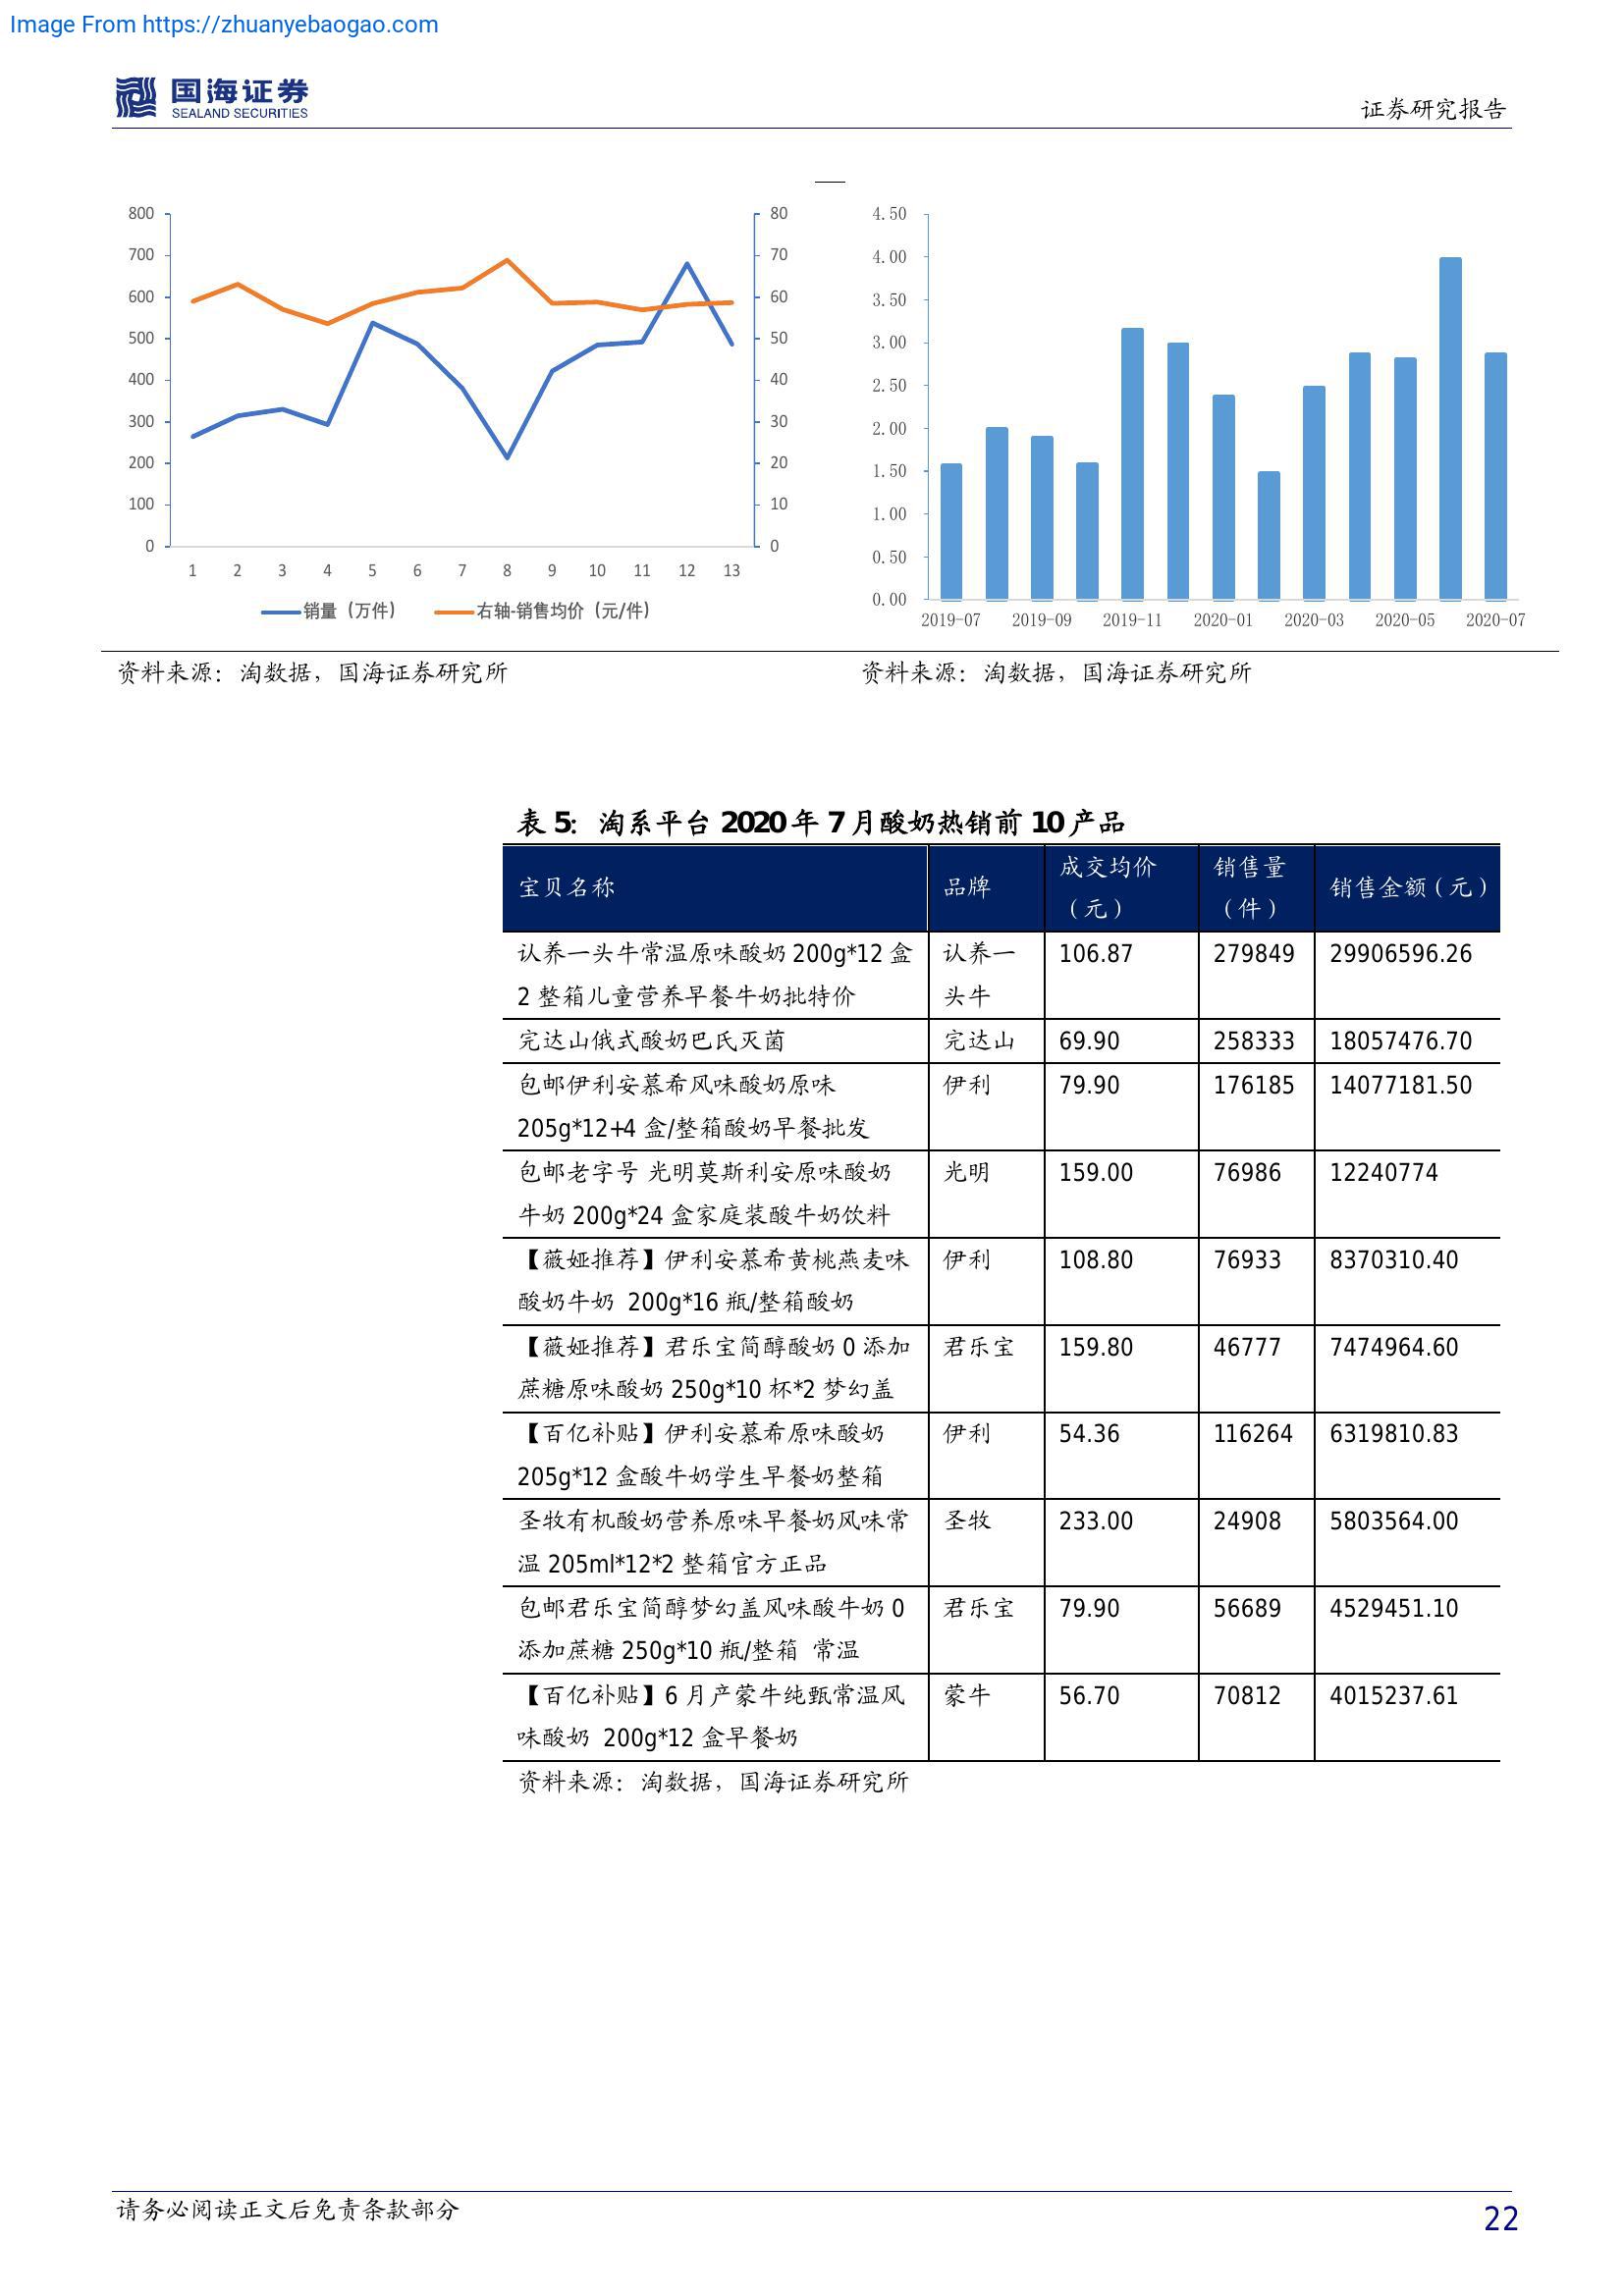 Image From https://zhuanyebaogao.com
国海证券
SEALAND SECURITIES
证券研究报告
800
700
600
500
400
300
200
100
0
80
70
60
50
40
30
20
10
0
1 2 3 4 5 6 7 8 9 10 11 12 13
销量（万件） 右轴-销售均价（元/件）
4.50
4.00
3.50
3.00
2.50
2.00
1.50
1.00
0.50
0.00
2019-07 2019-09 2019-11 2020-01 2020-03 2020-05 2020-07
资料来源：淘数据，国海证券研究所
资料来源：淘数据，国海证券研究所
表 5: 淘系平台 2020 年 7 月酸奶热销前 10 产品
宝贝名称 品牌 成交均价（元） 销售量（件） 销售金额（元）
认养一头牛常温原味酸奶 200g*12 盒 认养一 106.87 279849 29906596.26
2 整箱儿童营养早餐牛奶批特价 头牛
完达山俄式酸奶巴氏灭菌 完达山 69.90 258333 18057476.70
包邮伊利安慕希风味酸奶原味 伊利 79.90 176185 14077181.50
205g*12+4 盒/整箱酸奶早餐批发
包邮老字号 光明莫斯利安原味酸奶 光明 159.00 76986 12240774
牛奶 200g*24 盒家庭装酸牛奶饮料
【薇娅推荐】伊利安慕希黄桃燕麦味 伊利 108.80 76933 8370310.40
酸奶牛奶 200g*16 瓶/整箱酸奶
【薇娅推荐】君乐宝简醇酸奶 0 添加 君乐宝 159.80 46777 7474964.60
蔗糖原味酸奶 250g*10 杯*2 梦幻盖
【百亿补贴】伊利安慕希原味酸奶 伊利 54.36 116264 6319810.83
205g*12 盒酸牛奶学生早餐奶整箱
圣牧有机酸奶营养原味早餐奶风味常 圣牧 233.00 24908 5803564.00
温 205ml*12*2 整箱官方正品
包邮君乐宝简醇梦幻盖风味酸牛奶 0 君乐宝 79.90 56689 4529451.10
添加蔗糖 250g*10 瓶/整箱 常温
【百亿补贴】6 月产蒙牛纯甄常温风 蒙牛 56.70 70812 4015237.61
味酸奶 200g*12 盒早餐奶
资料来源：淘数据，国海证券研究所
请务必阅读正文后免责条款部分
22